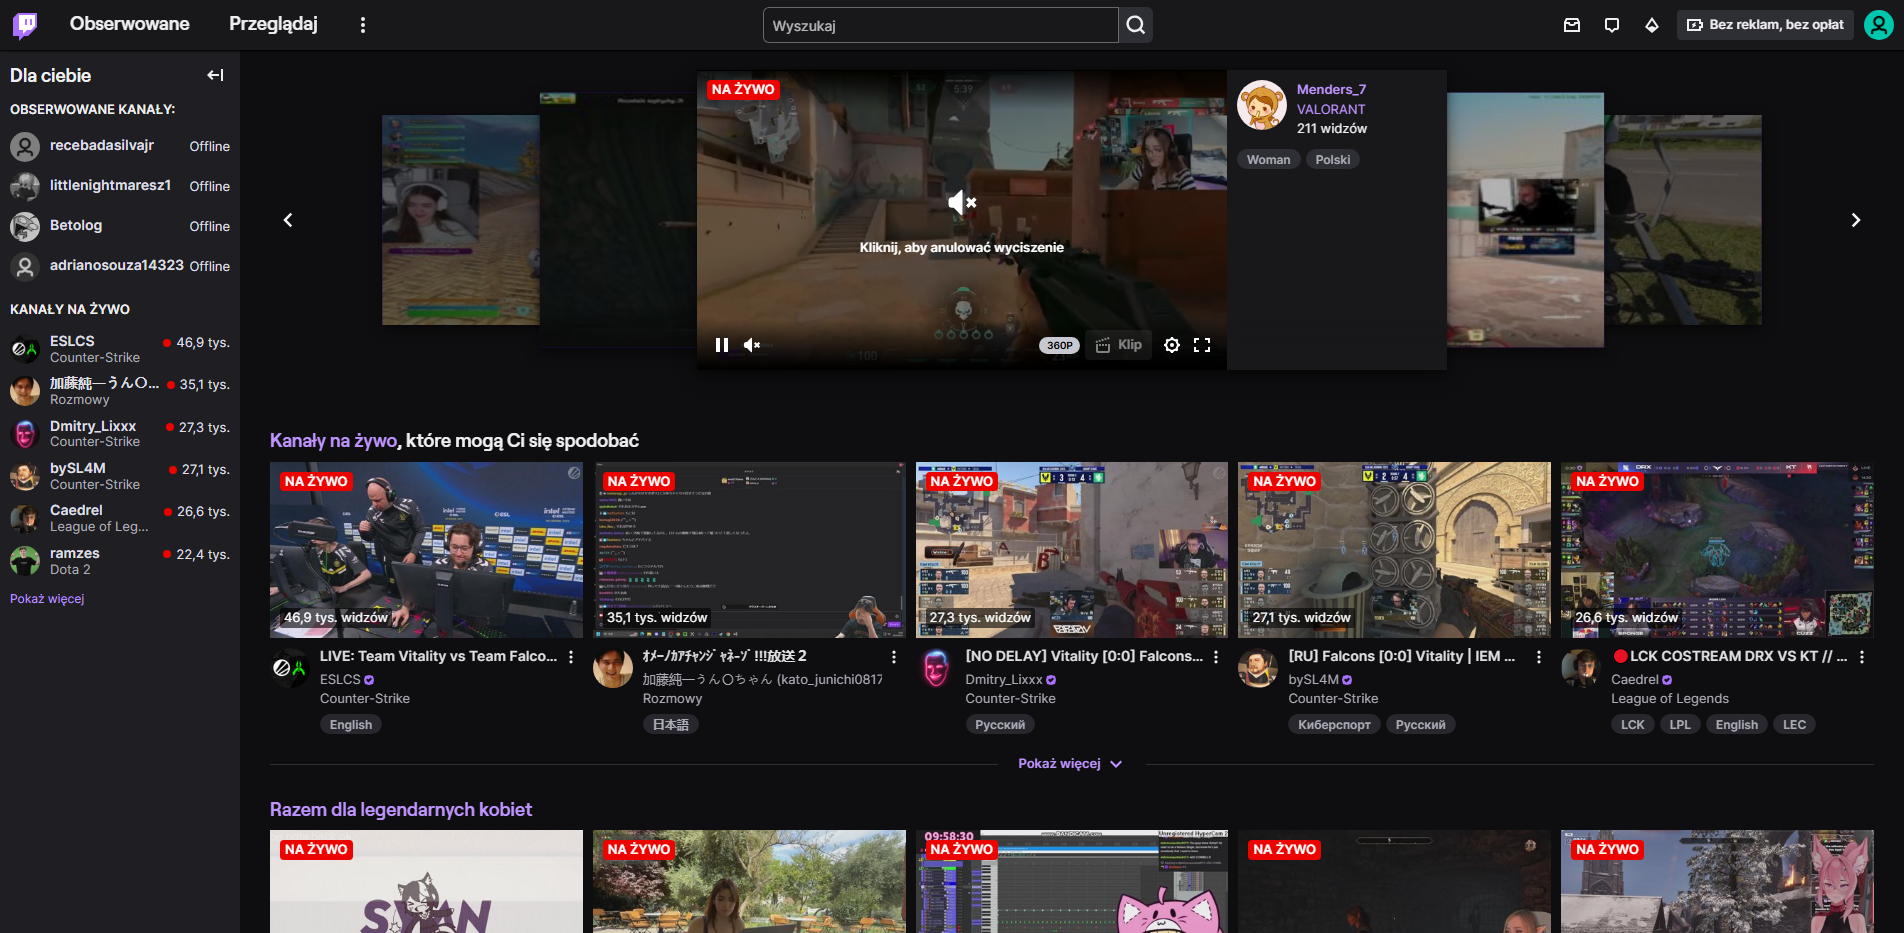 Obserwowane
Przeglądaj
Wyszukaj
Bez reklam, bez opłat
Dla ciebie
OBSERWOWANE KANAŁY:
recebadasilvajr Offline
littlenightmaresz1 Offline
Betolog Offline
adrianosouza14323 Offline
KANAŁY NA ŻYWO
ESLCS 46,9 tys.
Counter-Strike
加藤純一うん〇... 35,1 tys.
Rozmowy
Dmitry_Lixxx 27,3 tys.
Counter-Strike
bySL4M 27,1 tys.
Counter-Strike
Caedrel 26,6 tys.
League of Leg...
ramzes 22,4 tys.
Dota 2
Pokaż więcej
NA ŻYWO
5:39
Kliknij, aby anulować wyciszenie
360P
Klip
Menders_7
VALORANT
211 widzów
Woman Polski
Kanały na żywo, które mogą Ci się spodobać
NA ŻYWO
46,9 tys. widzów
LIVE: Team Vitality vs Team Falco...
ESLCS
Counter-Strike
English
NA ŻYWO
35,1 tys. widzów
ｵﾒｰﾉｶｱﾁｬﾝｼﾞｬﾈｰｿﾞ!!!放送２
加藤純一うん〇ちゃん (kato_junichi0817
Rozmowy
日本語
NA ŻYWO
27,3 tys. widzów
[NO DELAY] Vitality [0:0] Falcons...
Dmitry_Lixxx
Counter-Strike
Русский
NA ŻYWO
27,1 tys. widzów
[RU] Falcons [0:0] Vitality | IEM ...
bySL4M
Counter-Strike
Киберспорт Русский
NA ŻYWO
26,6 tys. widzów
LCK COSTREAM DRX VS KT // ...
Caedrel
League of Legends
LCK LPL English LEC
Pokaż więcej
Razem dla legendarnych kobiet
NA ŻYWO
NA ŻYWO
09:58:30
Unregistered HyperCam 2
NA ŻYWO
NA ŻYWO
NA ŻYWO